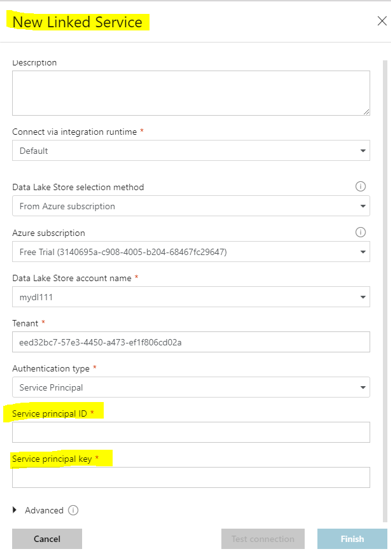 New Linked Service
Description
Connect via integration runtime *
Default
Data Lake Store selection method
From Azure subscription
Azure subscription
Free Trial (3140695a-c908-4005-b204-68467fc29647)
Data Lake Store account name *
mydl111
Tenant *
eed32bc7-57e3-4450-a473-ef1f806cd02a
Authentication type *
Service Principal
Service principal ID *
Service principal key *
Advanced
Cancel
Test connection
Finish